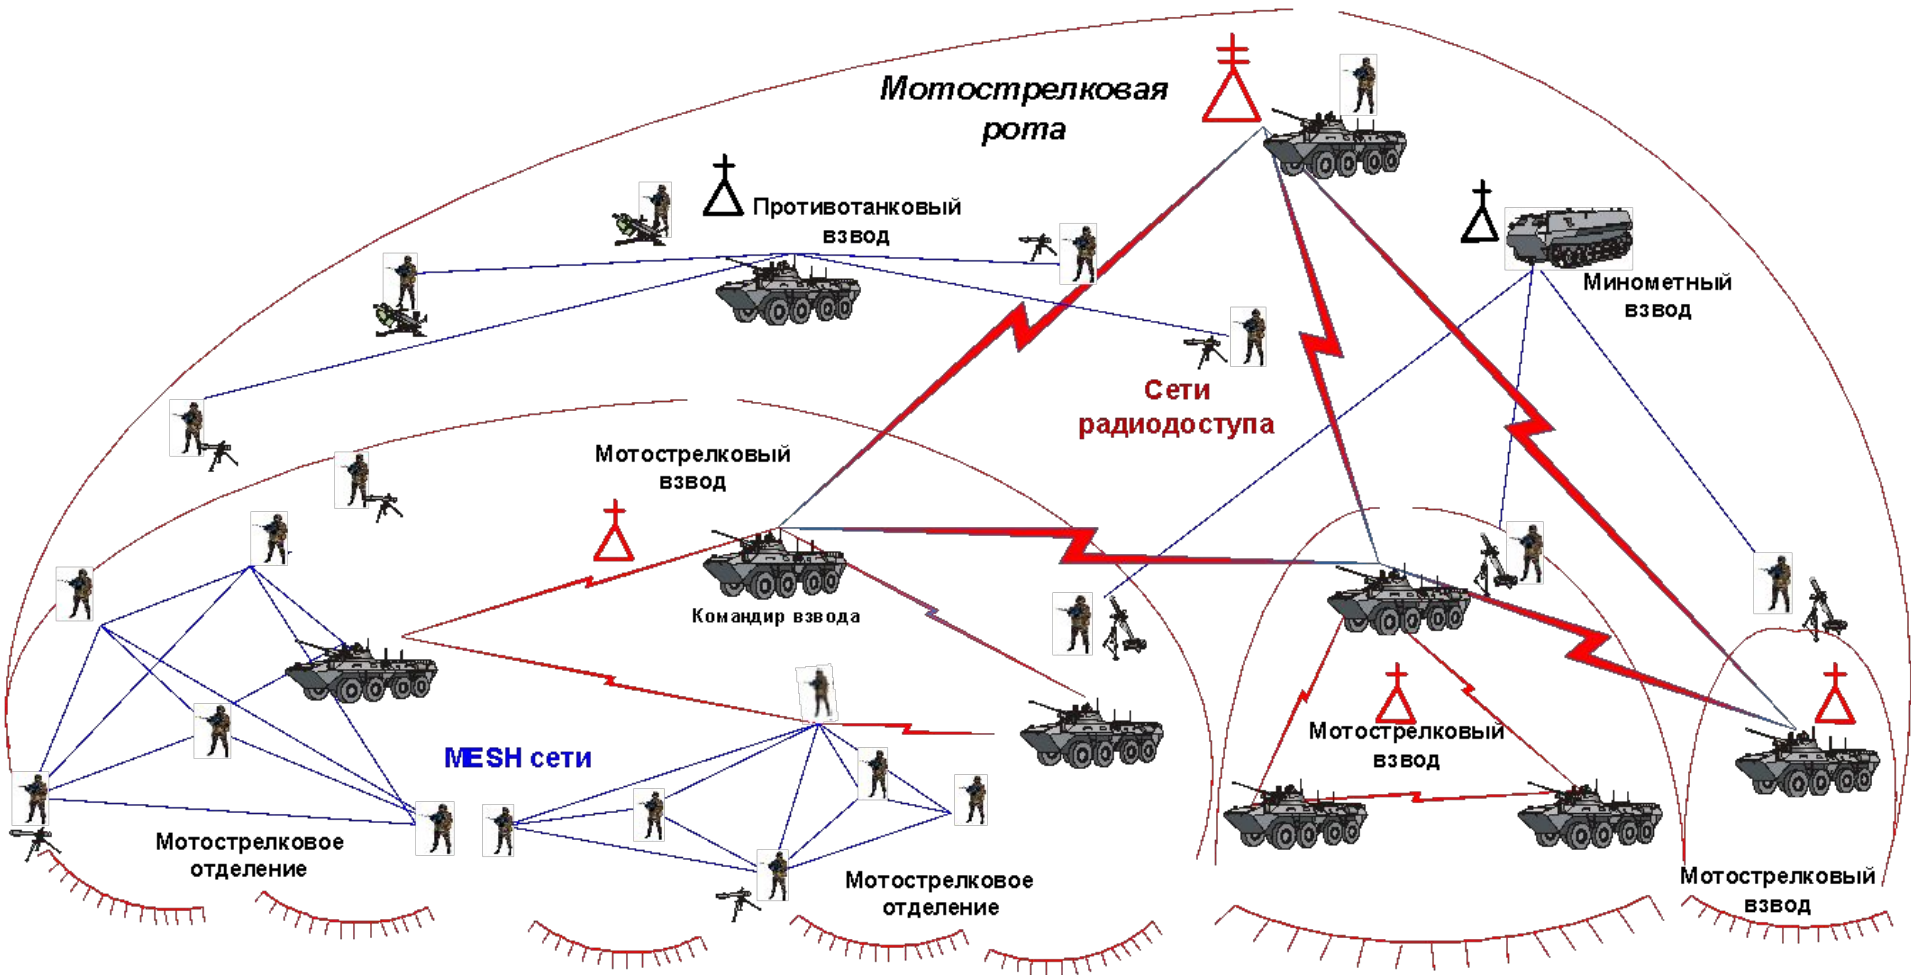 Мотострелковая
рота
Противотанковый
взвод
Минометный
взвод
Сети
радиодоступа
Мотострелковый
взвод
Командир взвода
MESH сети
Мотострелковый
взвод
Мотострелковое
отделение
Мотострелковое
отделение
Мотострелковый
взвод